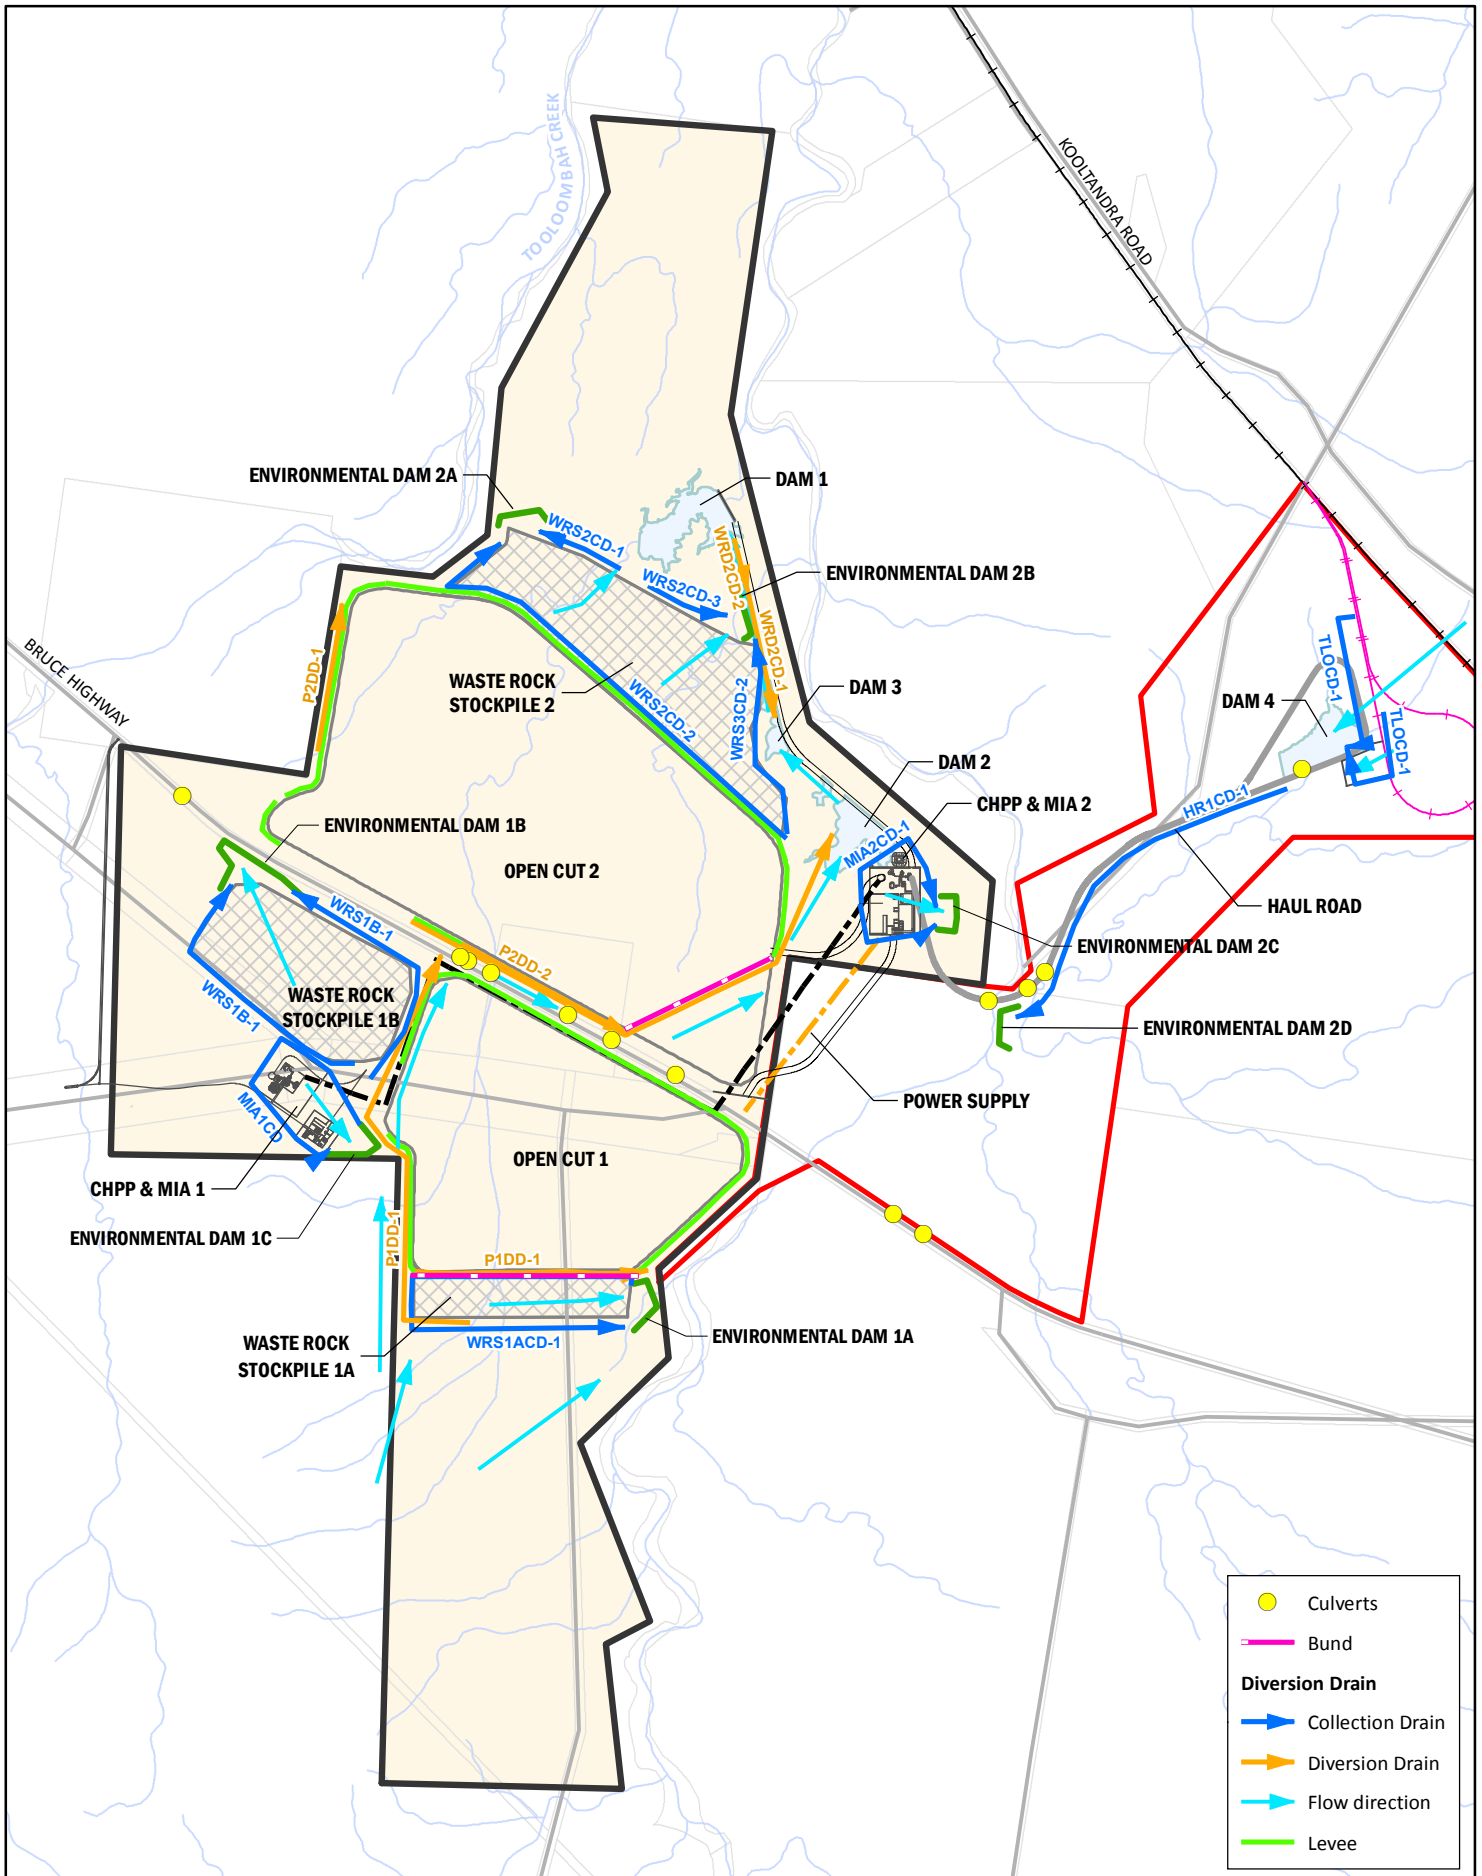 TOOLOOMBAH CREEK
KOOLTANDRA ROAD
ENVIRONMENTAL DAM 2A
DAM 1
WRS2CD-1
WRS2CD-3
WRD2CD-2
ENVIRONMENTAL DAM 2B
WRD2CD-1
P2DD-1
BRUCE HIGHWAY
WASTE ROCK
STOCKPILE 2
WRS2CD-2
WRS3CD-2
DAM 3
TLOCD-1
DAM 4
TLOCD-1
DAM 2
CHPP & MIA 2
HR1CD-1
ENVIRONMENTAL DAM 1B
MIA2CD-1
OPEN CUT 2
HAUL ROAD
WRS1B-1
ENVIRONMENTAL DAM 2C
P2DD-2
WASTE ROCK
STOCKPILE 1B
WRS1B-1
ENVIRONMENTAL DAM 2D
MIA1CD
POWER SUPPLY
OPEN CUT 1
CHPP & MIA 1
ENVIRONMENTAL DAM 1C
P1DD-1
P1DD-1
WASTE ROCK
STOCKPILE 1A
WRS1ACD-1
ENVIRONMENTAL DAM 1A
Culverts
Bund
Diversion Drain
Collection Drain
Diversion Drain
Flow direction
Levee